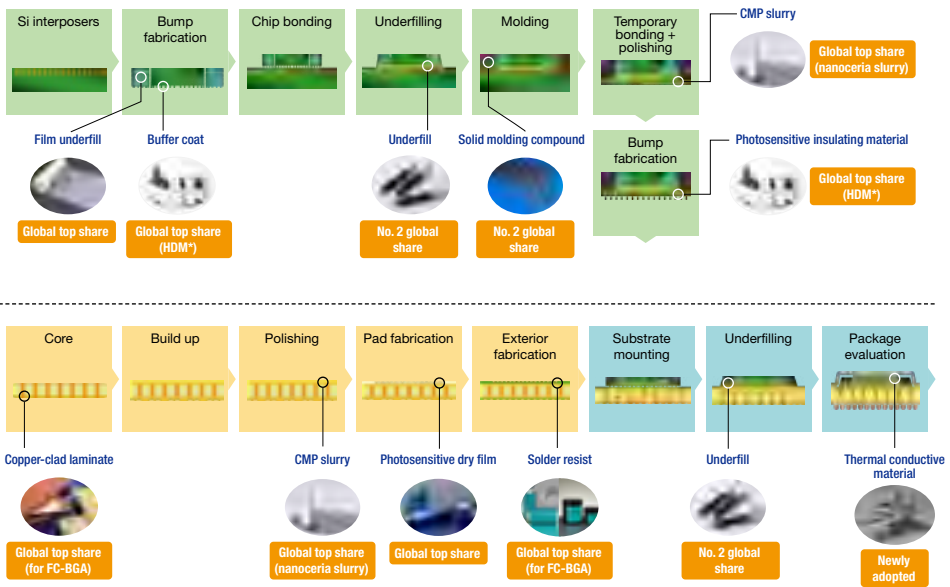 Si interposers
Bump
fabrication
Chip bonding
Underfilling
Molding
Temporary
bonding +
polishing
CMP slurry
Global top share
(nanoceria slurry)
Film underfill
Global top share
Buffer coat
Global top share
(HDM*)
Underfill
No. 2 global
share
Solid molding compound
No. 2 global
share
Bump
fabrication
Photosensitive insulating material
Global top share
(HDM*)
Core
Build up
Polishing
Pad fabrication
Exterior
fabrication
Substrate
mounting
Underfilling
Package
evaluation
Copper-clad laminate
Global top share
(for FC-BGA)
CMP slurry
Global top share
(nanoceria slurry)
Photosensitive dry film
Global top share
Solder resist
Global top share
(for FC-BGA)
Underfill
No. 2 global
share
Thermal conductive
material
Newly
adopted